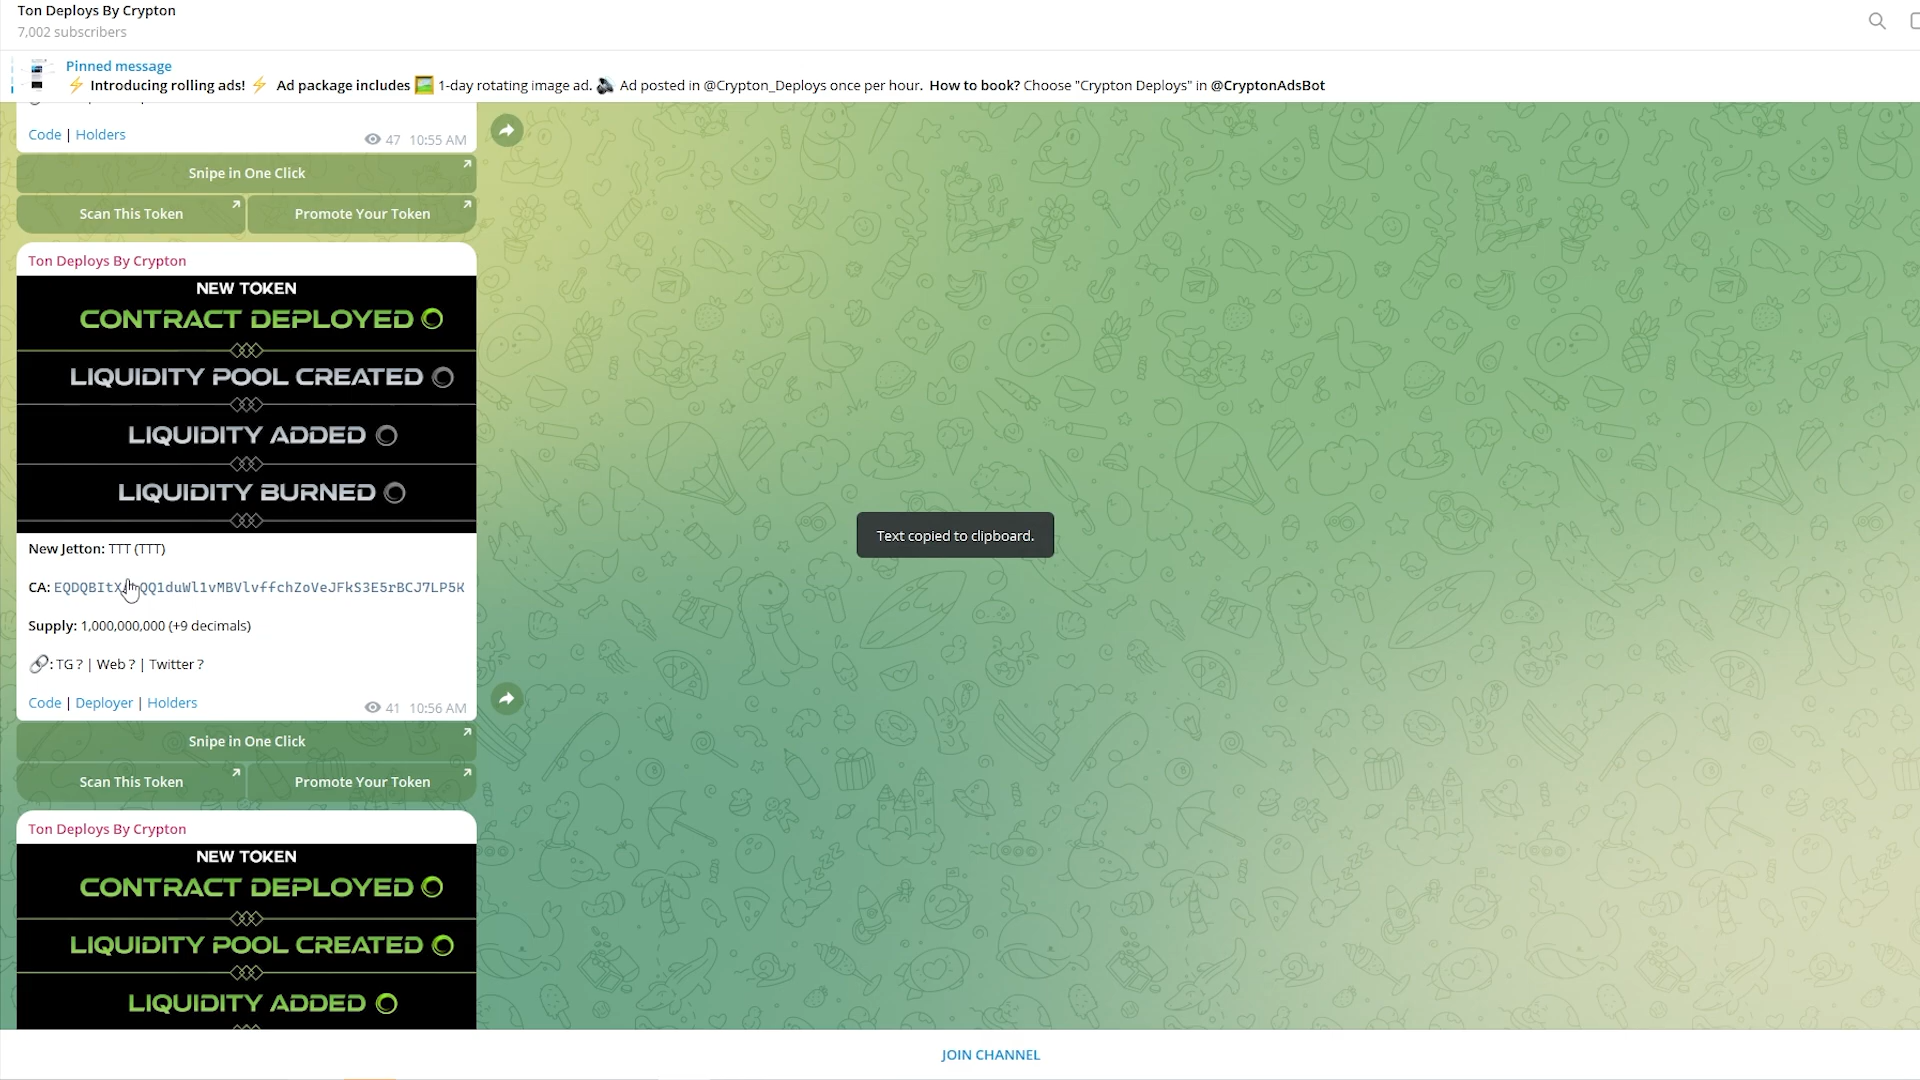 Ton Deploys By Crypton
7,002 subscribers
Pinned message
⚡ Introducing rolling ads! ⚡ Ad package includes 🖼 1-day rotating image ad. 🔊 Ad posted in @Crypton_Deploys once per hour. How to book? Choose "Crypton Deploys" in @CryptonAdsBot
Code | Holders
47 10:55 AM
Snipe in One Click
Scan This Token
Promote Your Token
Ton Deploys By Crypton
NEW TOKEN
CONTRACT DEPLOYED
LIQUIDITY POOL CREATED
LIQUIDITY ADDED
LIQUIDITY BURNED
New Jetton: TTT (TTT)
CA:
Supply: 1,000,000,000 (+9 decimals)
🔗: TG ? | Web ? | Twitter ?
Code | Deployer | Holders
41 10:56 AM
Snipe in One Click
Scan This Token
Promote Your Token
Text copied to clipboard.
Ton Deploys By Crypton
NEW TOKEN
CONTRACT DEPLOYED
LIQUIDITY POOL CREATED
LIQUIDITY ADDED
JOIN CHANNEL